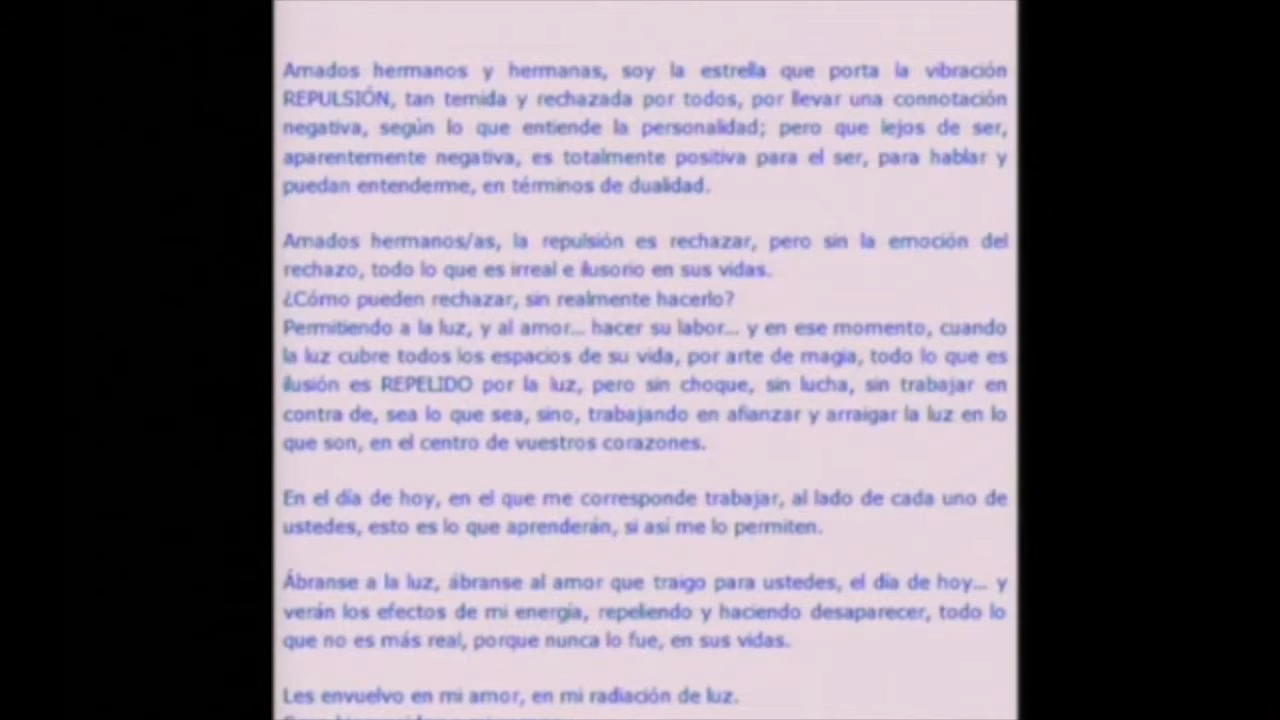 Amados hermanos y hermanas, soy la estrella que porta la vibración
REPULSIÓN, tan temida y rechazada por todos, por llevar una connotación
negativa, según lo que entiende la personalidad; pero que lejos de ser,
aparentemente negativa, es totalmente positiva para el ser, para hablar y
puedan entenderme, en términos de dualidad.
Amados hermanos/as, la repulsión es rechazar, pero sin la emoción del
rechazo, todo lo que es irreal e ilusorio en sus vidas.
¿Cómo pueden rechazar, sin realmente hacerlo?
Permitiendo a la luz, y al amor... hacer su labor... y en ese momento, cuando
la luz cubre todos los espacios de su vida, por arte de magia, todo lo que es
ilusión es REPELIDO por la luz, pero sin choque, sin lucha, sin trabajar en
contra de, sea lo que sea, sino, trabajando en afianzar y arraigar la luz en lo
que son, en el centro de vuestros corazones.
En el día de hoy, en el que me corresponde trabajar, al lado de cada uno de
ustedes, esto es lo que aprenderán, si así me lo permiten.
Ábranse a la luz, ábranse al amor que traigo para ustedes, el día de hoy... y
verán los efectos de mi energía, repeliendo y haciendo desaparecer, todo lo
que no es más real, porque nunca lo fue, en sus vidas.
Les envuelvo en mi amor, en mi radiación de luz.